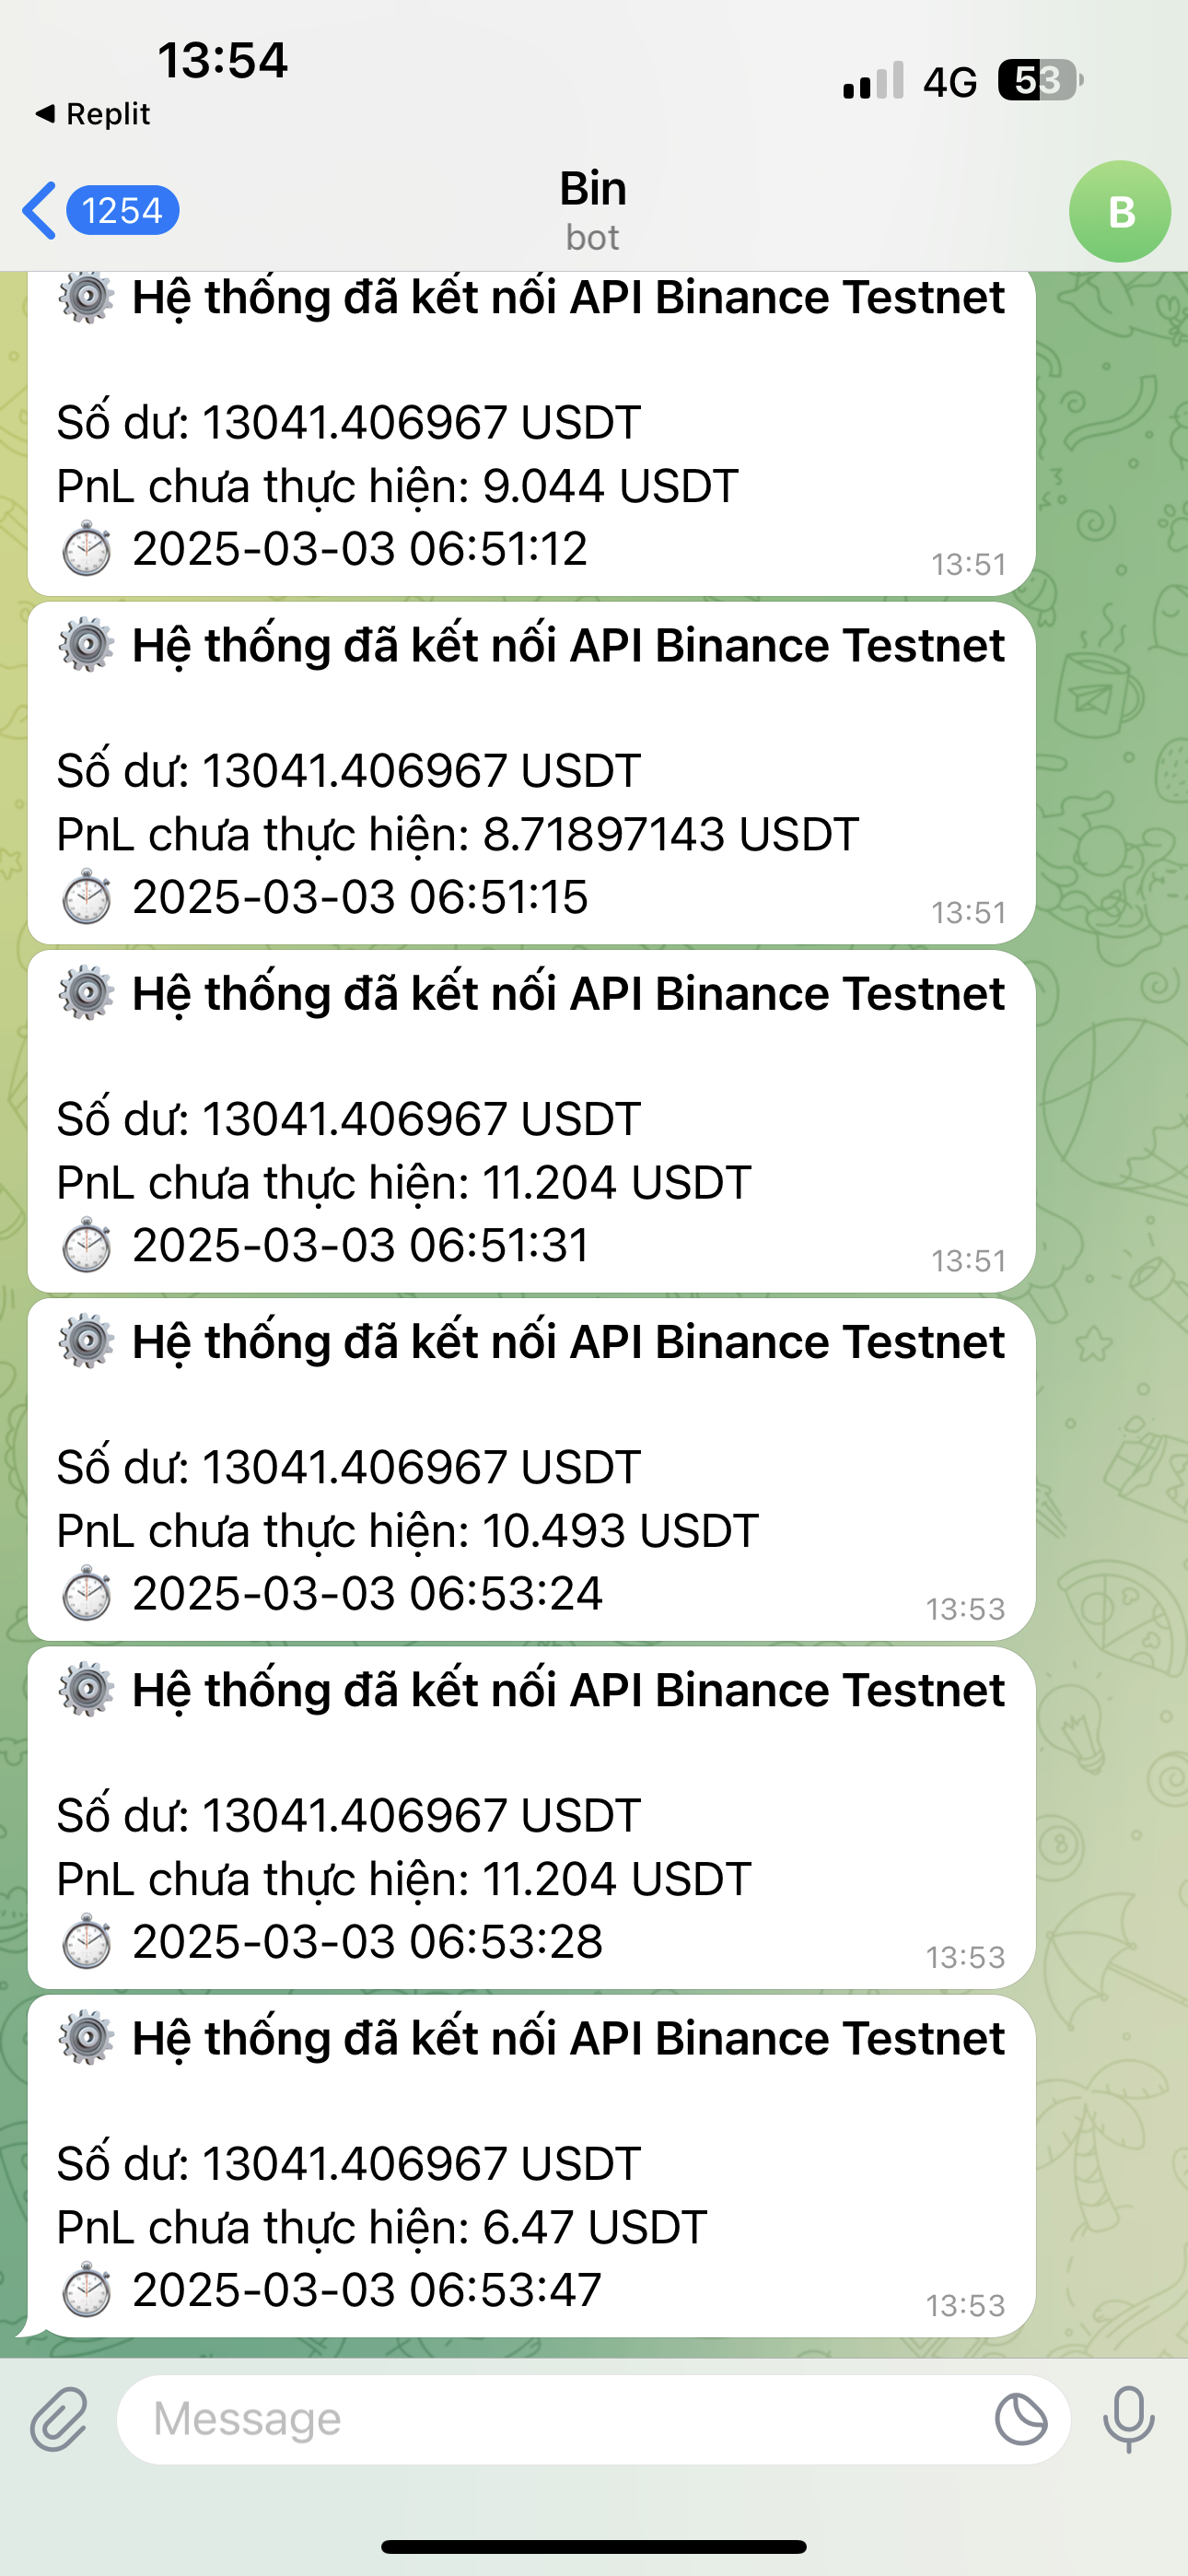 13:54
4G
53
◀ Replit
1254
Bin
bot
B
⚙️ Hệ thống đã kết nối API Binance Testnet
Số dư: 13041.406967 USDT
PnL chưa thực hiện: 9.044 USDT
⏱ 2025-03-03 06:51:12
13:51
⚙️ Hệ thống đã kết nối API Binance Testnet
Số dư: 13041.406967 USDT
PnL chưa thực hiện: 8.71897143 USDT
⏱ 2025-03-03 06:51:15
13:51
⚙️ Hệ thống đã kết nối API Binance Testnet
Số dư: 13041.406967 USDT
PnL chưa thực hiện: 11.204 USDT
⏱ 2025-03-03 06:51:31
13:51
⚙️ Hệ thống đã kết nối API Binance Testnet
Số dư: 13041.406967 USDT
PnL chưa thực hiện: 10.493 USDT
⏱ 2025-03-03 06:53:24
13:53
⚙️ Hệ thống đã kết nối API Binance Testnet
Số dư: 13041.406967 USDT
PnL chưa thực hiện: 11.204 USDT
⏱ 2025-03-03 06:53:28
13:53
⚙️ Hệ thống đã kết nối API Binance Testnet
Số dư: 13041.406967 USDT
PnL chưa thực hiện: 6.47 USDT
⏱ 2025-03-03 06:53:47
13:53
Message